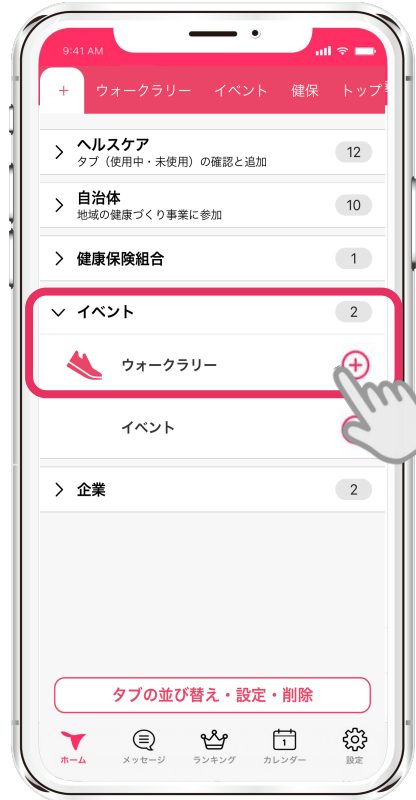 9:41 AM
+ ウォークラリー イベント 健保 トップ
ヘルスケア
タブ（使用中・未使用）の確認と追加
12
自治体
地域の健康づくり事業に参加
10
健康保険組合
1
イベント
2
ウォークラリー
イベント
企業
2
タブの並び替え・設定・削除
ホーム メッセージ ランキング 1 カレンダー 設定